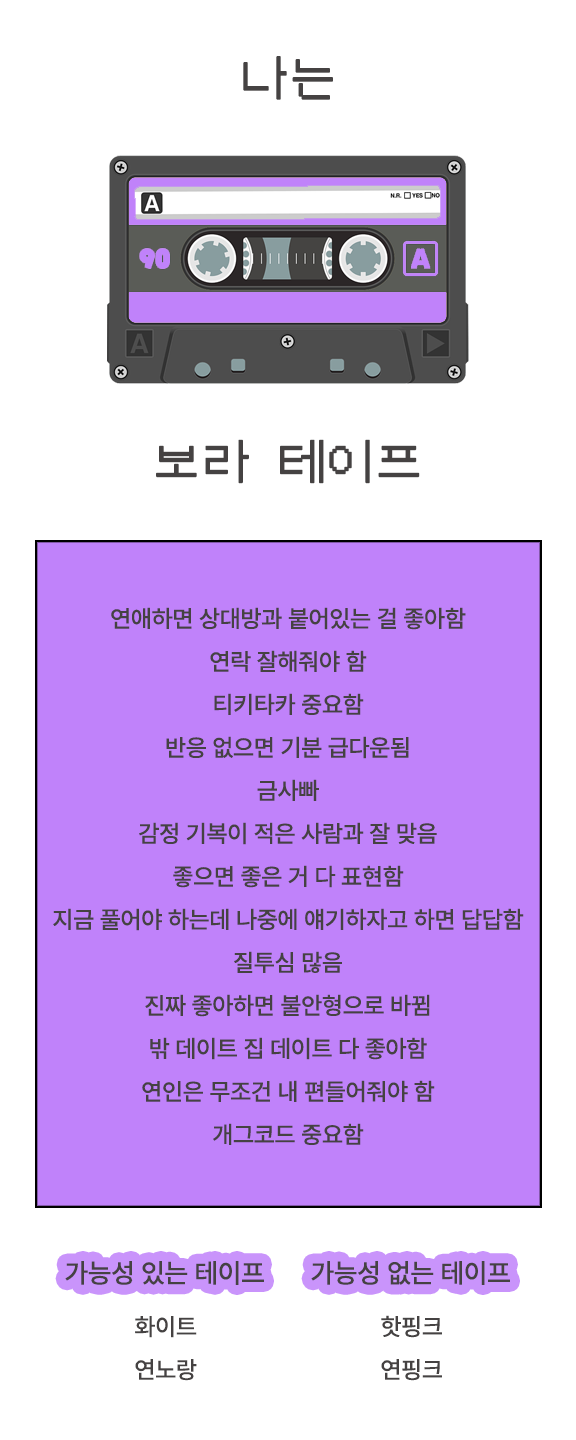 나는
A
N.R. YES NO
90
A
A
보라 테이프
연애하면 상대방과 붙어있는 걸 좋아함
연락 잘해줘야 함
티키타카 중요함
반응 없으면 기분 급다운됨
금사빠
감정 기복이 적은 사람과 잘 맞음
좋으면 좋은 거 다 표현함
지금 풀어야 하는데 나중에 얘기하자고 하면 답답함
질투심 많음
진짜 좋아하면 불안형으로 바뀜
밖 데이트 집 데이트 다 좋아함
연인은 무조건 내 편들어줘야 함
개그코드 중요함
가능성 있는 테이프
화이트
연노랑
가능성 없는 테이프
핫핑크
연핑크